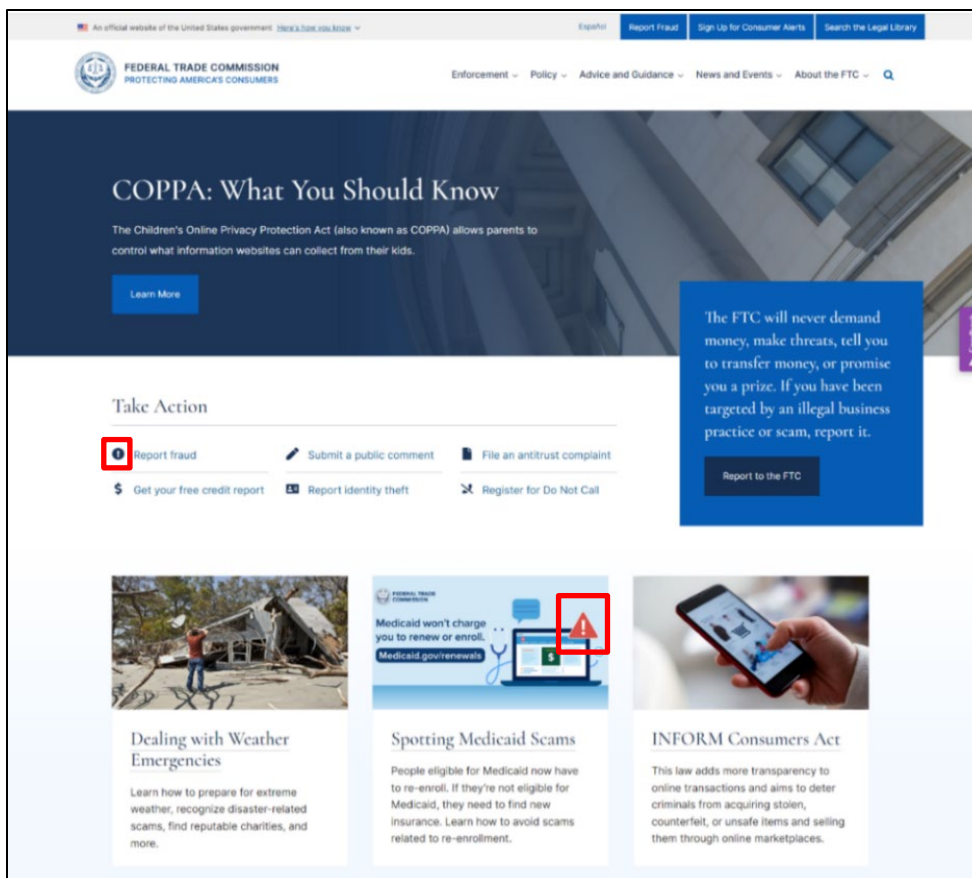 An official website of the United States government Here's how you know
Español
Report Fraud
Sign Up for Consumer Alerts
Search the Legal Library
FEDERAL TRADE COMMISSION
PROTECTING AMERICA'S CONSUMERS
Enforcement
Policy
Advice and Guidance
News and Events
About the FTC
COPPA: What You Should Know
The Children's Online Privacy Protection Act (also known as COPPA) allows parents to
control what information websites can collect from their kids.
Learn More
The FTC will never demand
money, make threats, tell you
to transfer money, or promise
you a prize. If you have been
targeted by an illegal business
practice or scam, report it.
Report to the FTC
Take Action
Report fraud
Submit a public comment
File an antitrust complaint
Get your free credit report
Report identity theft
Register for Do Not Call
FEDERAL TRADE
COMMISSION
Medicaid won't charge
you to renew or enroll.
Medicaid.gov/renewals
Dealing with Weather
Emergencies
Learn how to prepare for extreme
weather, recognize disaster-related
scams, find reputable charities, and
more.
Spotting Medicaid Scams
People eligible for Medicaid now have
to re-enroll. If they're not eligible for
Medicaid, they need to find new
insurance. Learn how to avoid scams
related to re-enrollment.
INFORM Consumers Act
This law adds more transparency to
online transactions and aims to deter
criminals from acquiring stolen,
counterfeit, or unsafe items and selling
them through online marketplaces.